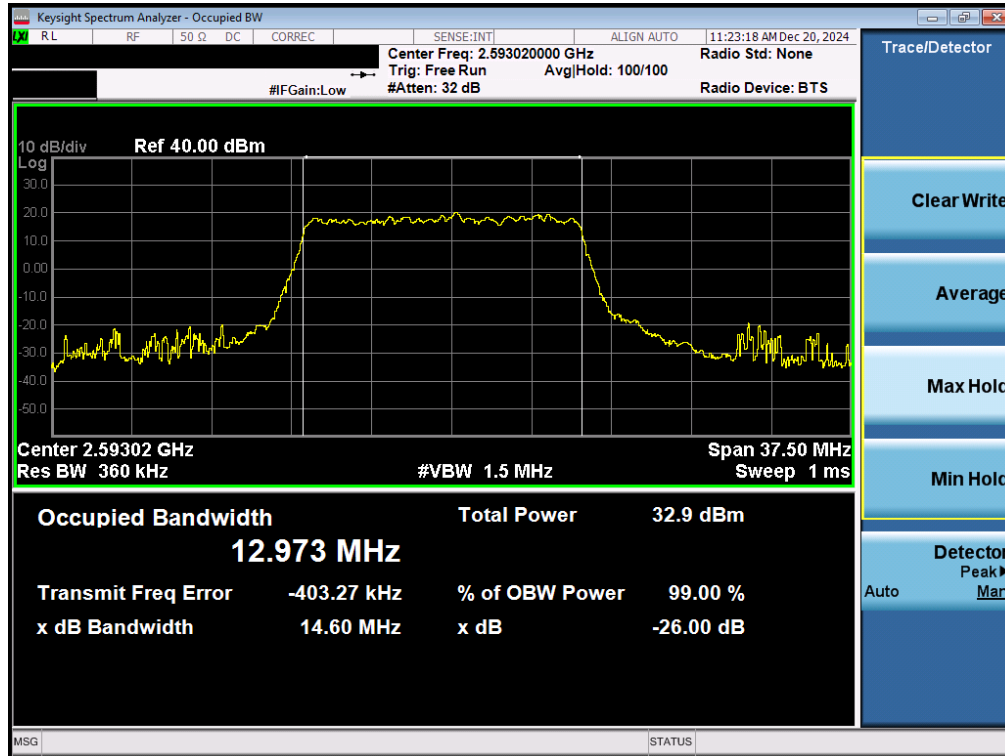 Keysight Spectrum Analyzer - Occupied BW
LXI RL RF 50 Ω DC CORREC SENSE:INT ALIGN AUTO 11:23:18 AM Dec 20, 2024
Center Freq: 2.593020000 GHz Radio Std: None
Trig: Free Run Avg|Hold: 100/100
#IFGain:Low #Atten: 32 dB Radio Device: BTS
Trace/Detector
10 dB/div Ref 40.00 dBm
Log
30.0
20.0
10.0
0.00
-10.0
-20.0
-30.0
-40.0
-50.0
Center 2.59302 GHz Span 37.50 MHz
Res BW 360 kHz #VBW 1.5 MHz Sweep 1 ms
Occupied Bandwidth Total Power 32.9 dBm
12.973 MHz
Transmit Freq Error -403.27 kHz % of OBW Power 99.00 %
x dB Bandwidth 14.60 MHz x dB -26.00 dB
Clear Write
Average
Max Hold
Min Hold
Detector
Peak▶
Auto Man
MSG STATUS